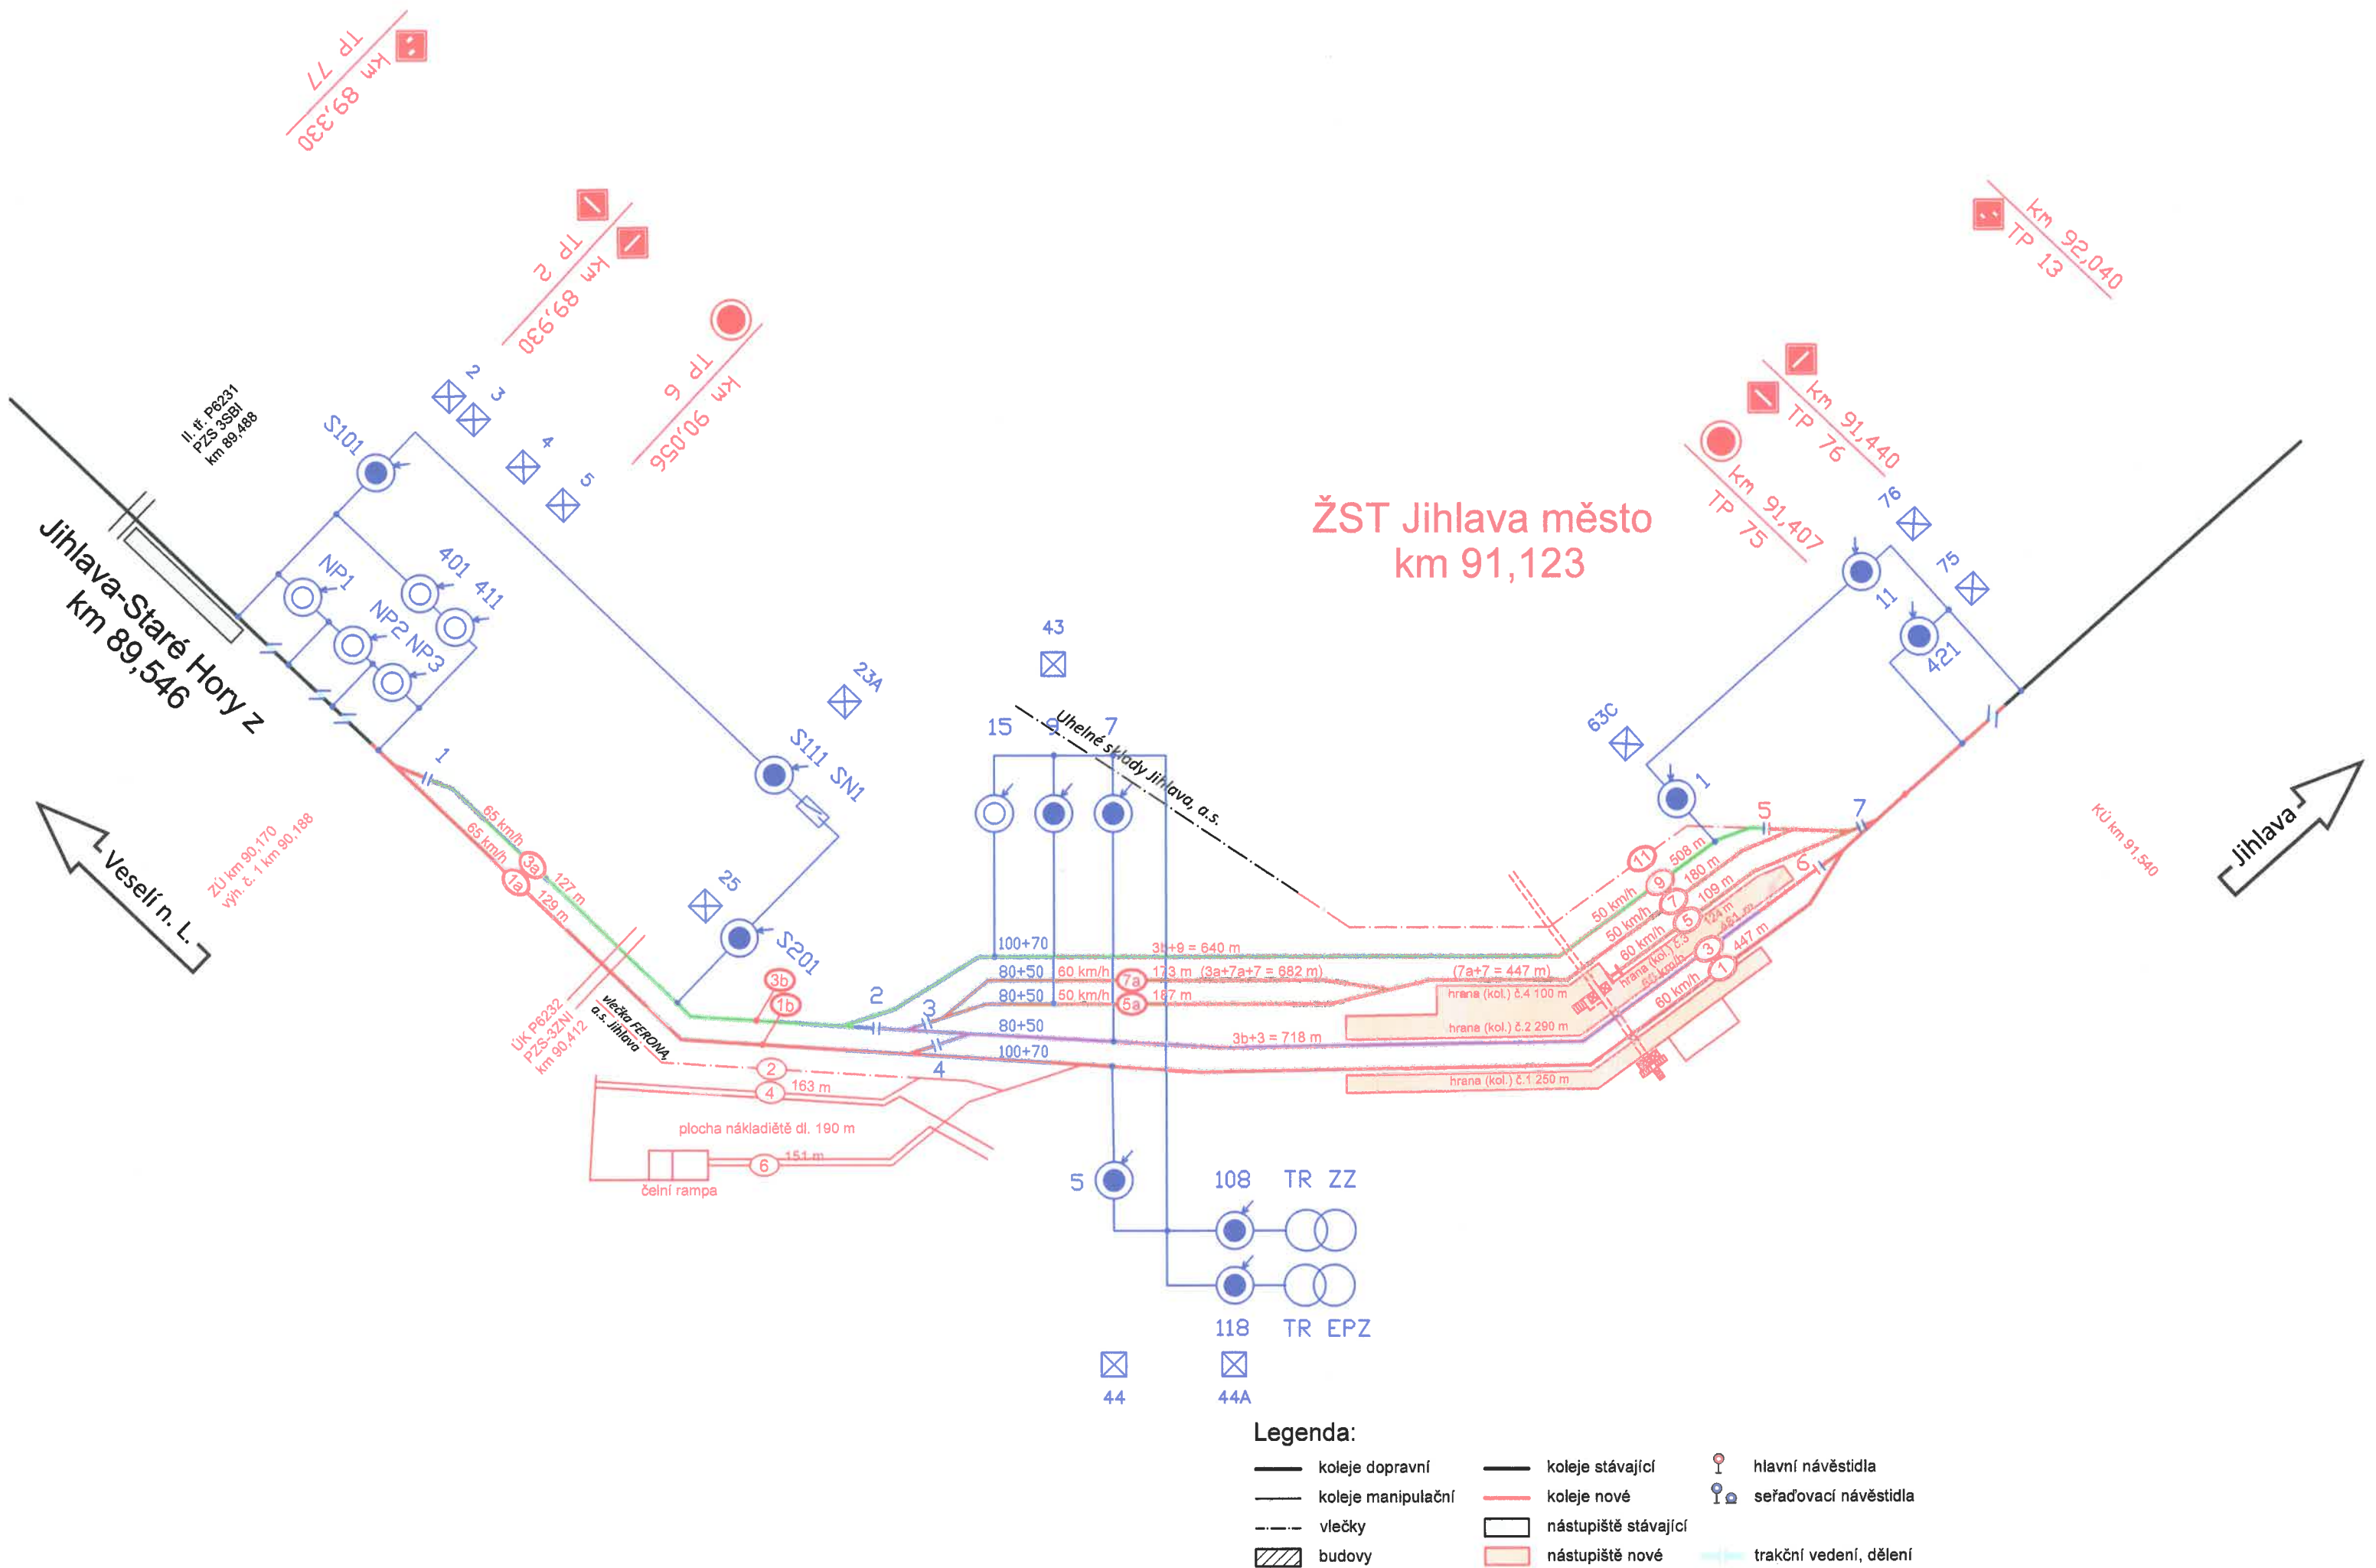 TP 77
km 89,330
TP 2
km 89,930
TP 6
km 90,056
km 92,040
TP 13
km 91,440
TP 76
km 91,407
TP 75
II. tř. P6231
PZS 3SBI
km 89,488
S101
2
3
4
5
76
75
ŽST Jihlava město
km 91,123
Jihlava-Staré Hory z
km 89,546
NP1
NP2
NP3
401
411
11
421
43
23A
63C
15
9
7
Uhelné sklady Jihlava, a.s.
S111
SN1
1
1
5
7
6
Veselí n. L.
Jihlava
ZÚ km 90,170
výh. č. 1 km 90,188
KÚ km 91,540
65 km/h
3a
127 m
65 km/h
1a
129 m
25
S201
11
508 m
50 km/h
9
180 m
50 km/h
7
109 m
60 km/h
5
124 m
hrana (kol.) č.3
3
447 m
60 km/h
1
100+70
3b+9 = 640 m
80+50
60 km/h
7a
173 m
(3a+7a+7 = 682 m)
(7a+7 = 447 m)
80+50
50 km/h
5a
187 m
hrana (kol.) č.4 100 m
80+50
3b+3 = 718 m
hrana (kol.) č.2 290 m
100+70
hrana (kol.) č.1 250 m
3b
1b
2
3
4
ÚK P6232
PZS-3ZNI
km 90,412
vlečka FERONA,
a.s. Jihlava
2
4
163 m
plocha nákladiště dl. 190 m
6
151 m
čelní rampa
5
108
TR ZZ
118
TR EPZ
44
44A
Legenda:
koleje dopravní
koleje stávající
hlavní návěstidla
koleje manipulační
koleje nové
seřaďovací návěstidla
vlečky
nástupiště stávající
budovy
nástupiště nové
trakční vedení, dělení